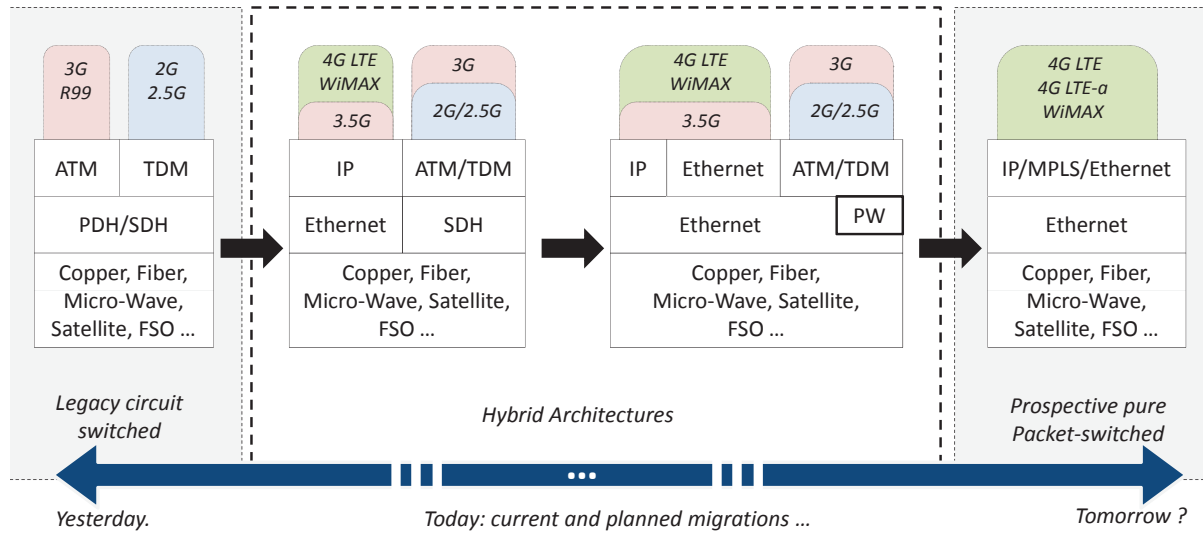 3G
R99
2G
2.5G
ATM
TDM
PDH/SDH
Copper, Fiber,
Micro-Wave,
Satellite, FSO ...
Legacy circuit
switched
4G LTE
WiMAX
3.5G
3G
2G/2.5G
IP
ATM/TDM
Ethernet
SDH
Copper, Fiber,
Micro-Wave, Satellite,
FSO ...
4G LTE
WiMAX
3.5G
3G
2G/2.5G
IP
Ethernet
ATM/TDM
Ethernet
PW
Copper, Fiber,
Micro-Wave, Satellite,
FSO ...
Hybrid Architectures
4G LTE
4G LTE-a
WiMAX
IP/MPLS/Ethernet
Ethernet
Copper, Fiber,
Micro-Wave,
Satellite, FSO ...
Prospective pure
Packet-switched
...
Yesterday.
Today: current and planned migrations ...
Tomorrow ?